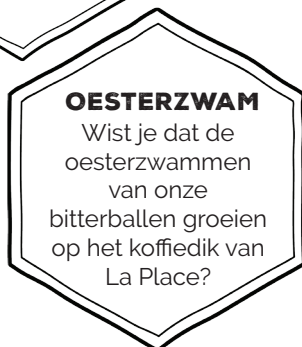 OESTERZWAM
Wist je dat de
oesterzwammen
van onze
bitterballen groeien
op het koffiedik van
La Place?